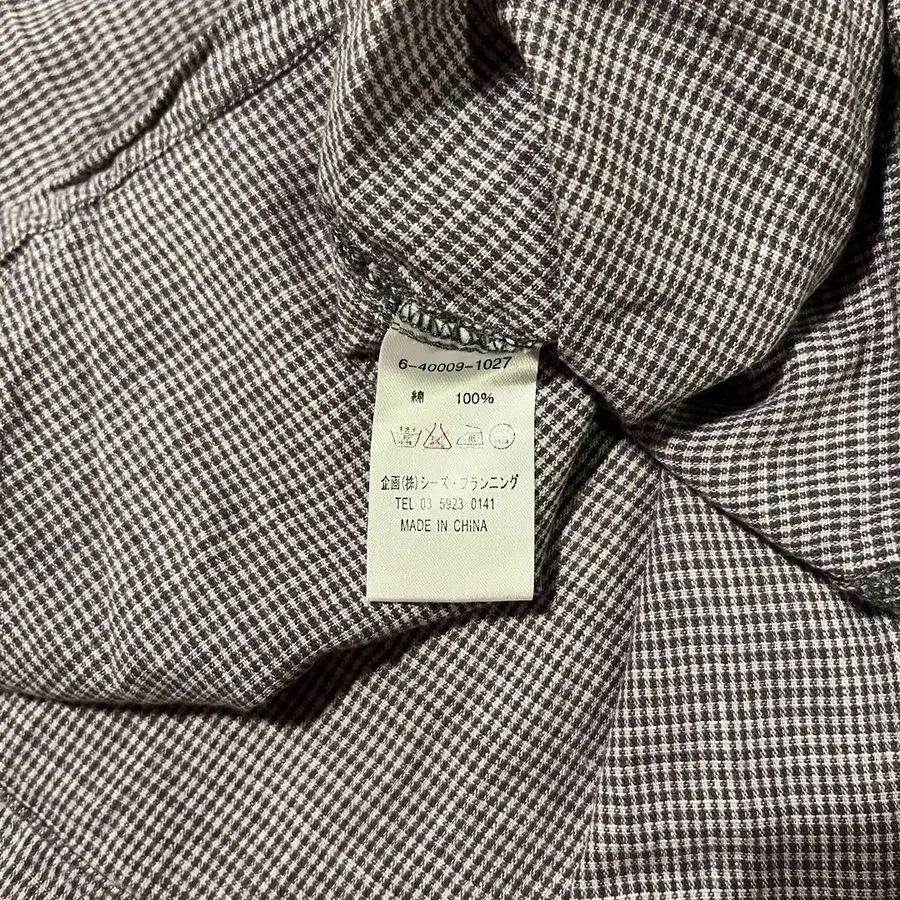 6-40009-1027
綿 100%
企画(株)シーズ・プランニング
TEL 03 5923 0141
MADE IN CHINA